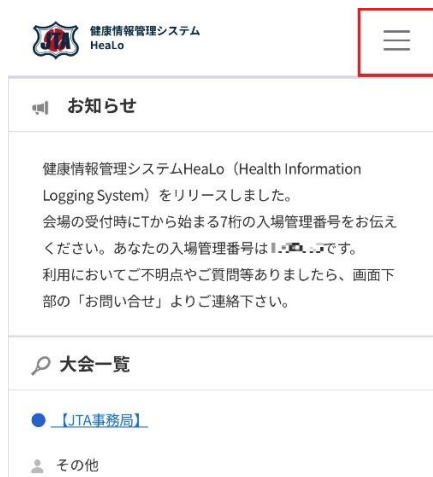 JTA
健康情報管理システム
HeaLo
お知らせ
健康情報管理システムHeaLo（Health Information
Logging System）をリリースしました。
会場の受付時にTから始まる7桁の入場管理番号をお伝え
ください。あなたの入場管理番号は です。
利用においてご不明点やご質問等ありましたら、画面下
部の「お問い合せ」よりご連絡下さい。
大会一覧
【JTA事務局】
その他